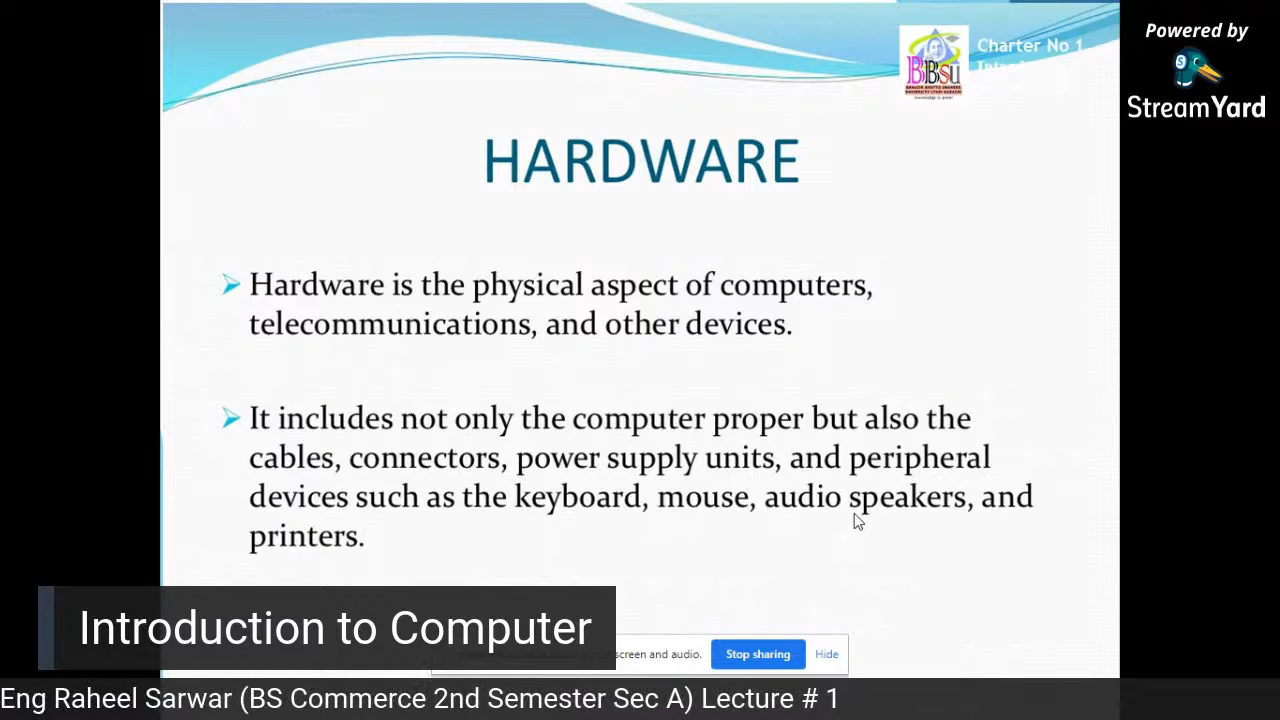 Powered by
StreamYard
Charter No 1
BBSU
HARDWARE
Hardware is the physical aspect of computers,
telecommunications, and other devices.
It includes not only the computer proper but also the
cables, connectors, power supply units, and peripheral
devices such as the keyboard, mouse, audio speakers, and
printers.
Introduction to Computer
screen and audio.
Stop sharing
Hide
Eng Raheel Sarwar (BS Commerce 2nd Semester Sec A) Lecture # 1